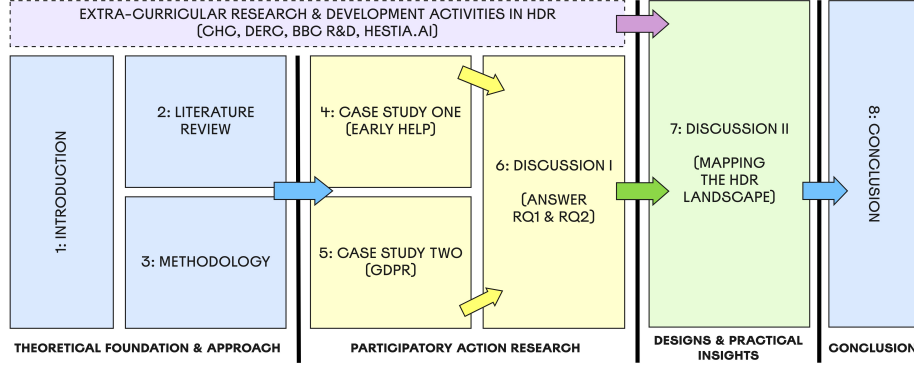 EXTRA-CURRICULAR RESEARCH & DEVELOPMENT ACTIVITIES IN HDR
(CHC, DERC, BBC R&D, HESTIA.AI)
1: INTRODUCTION
2: LITERATURE
REVIEW
3: METHODOLOGY
4: CASE STUDY ONE
(EARLY HELP)
5: CASE STUDY TWO
(GDPR)
6: DISCUSSION I
(ANSWER
RQ1 & RQ2)
7: DISCUSSION II
(MAPPING
THE HDR
LANDSCAPE)
8: CONCLUSION
THEORETICAL FOUNDATION & APPROACH
PARTICIPATORY ACTION RESEARCH
DESIGNS & PRACTICAL
INSIGHTS
CONCLUSION